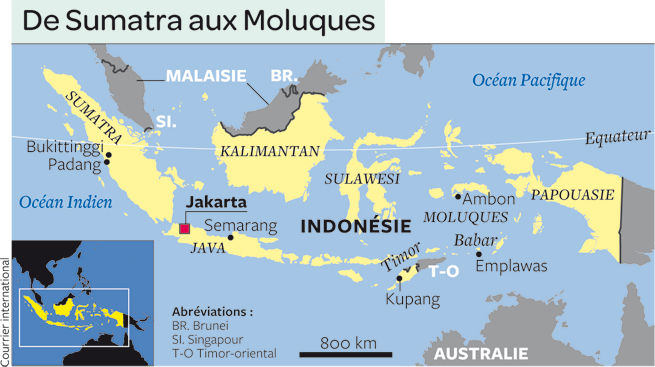 De Sumatra aux Moluques
MALAISIE
BR.
Océan Pacifique
SUMATRA
SI.
Equateur
Bukittinggi
Padang
KALIMANTAN
SULAWESI
PAPOUASIE
Océan Indien
Jakarta
Ambon
MOLUQUES
Semarang
INDONÉSIE
JAVA
Timor
Babar
T-O
Emplawas
Kupang
Abréviations :
BR. Brunei
SI. Singapour
T-O Timor-oriental
800 km
AUSTRALIE
Courrier international